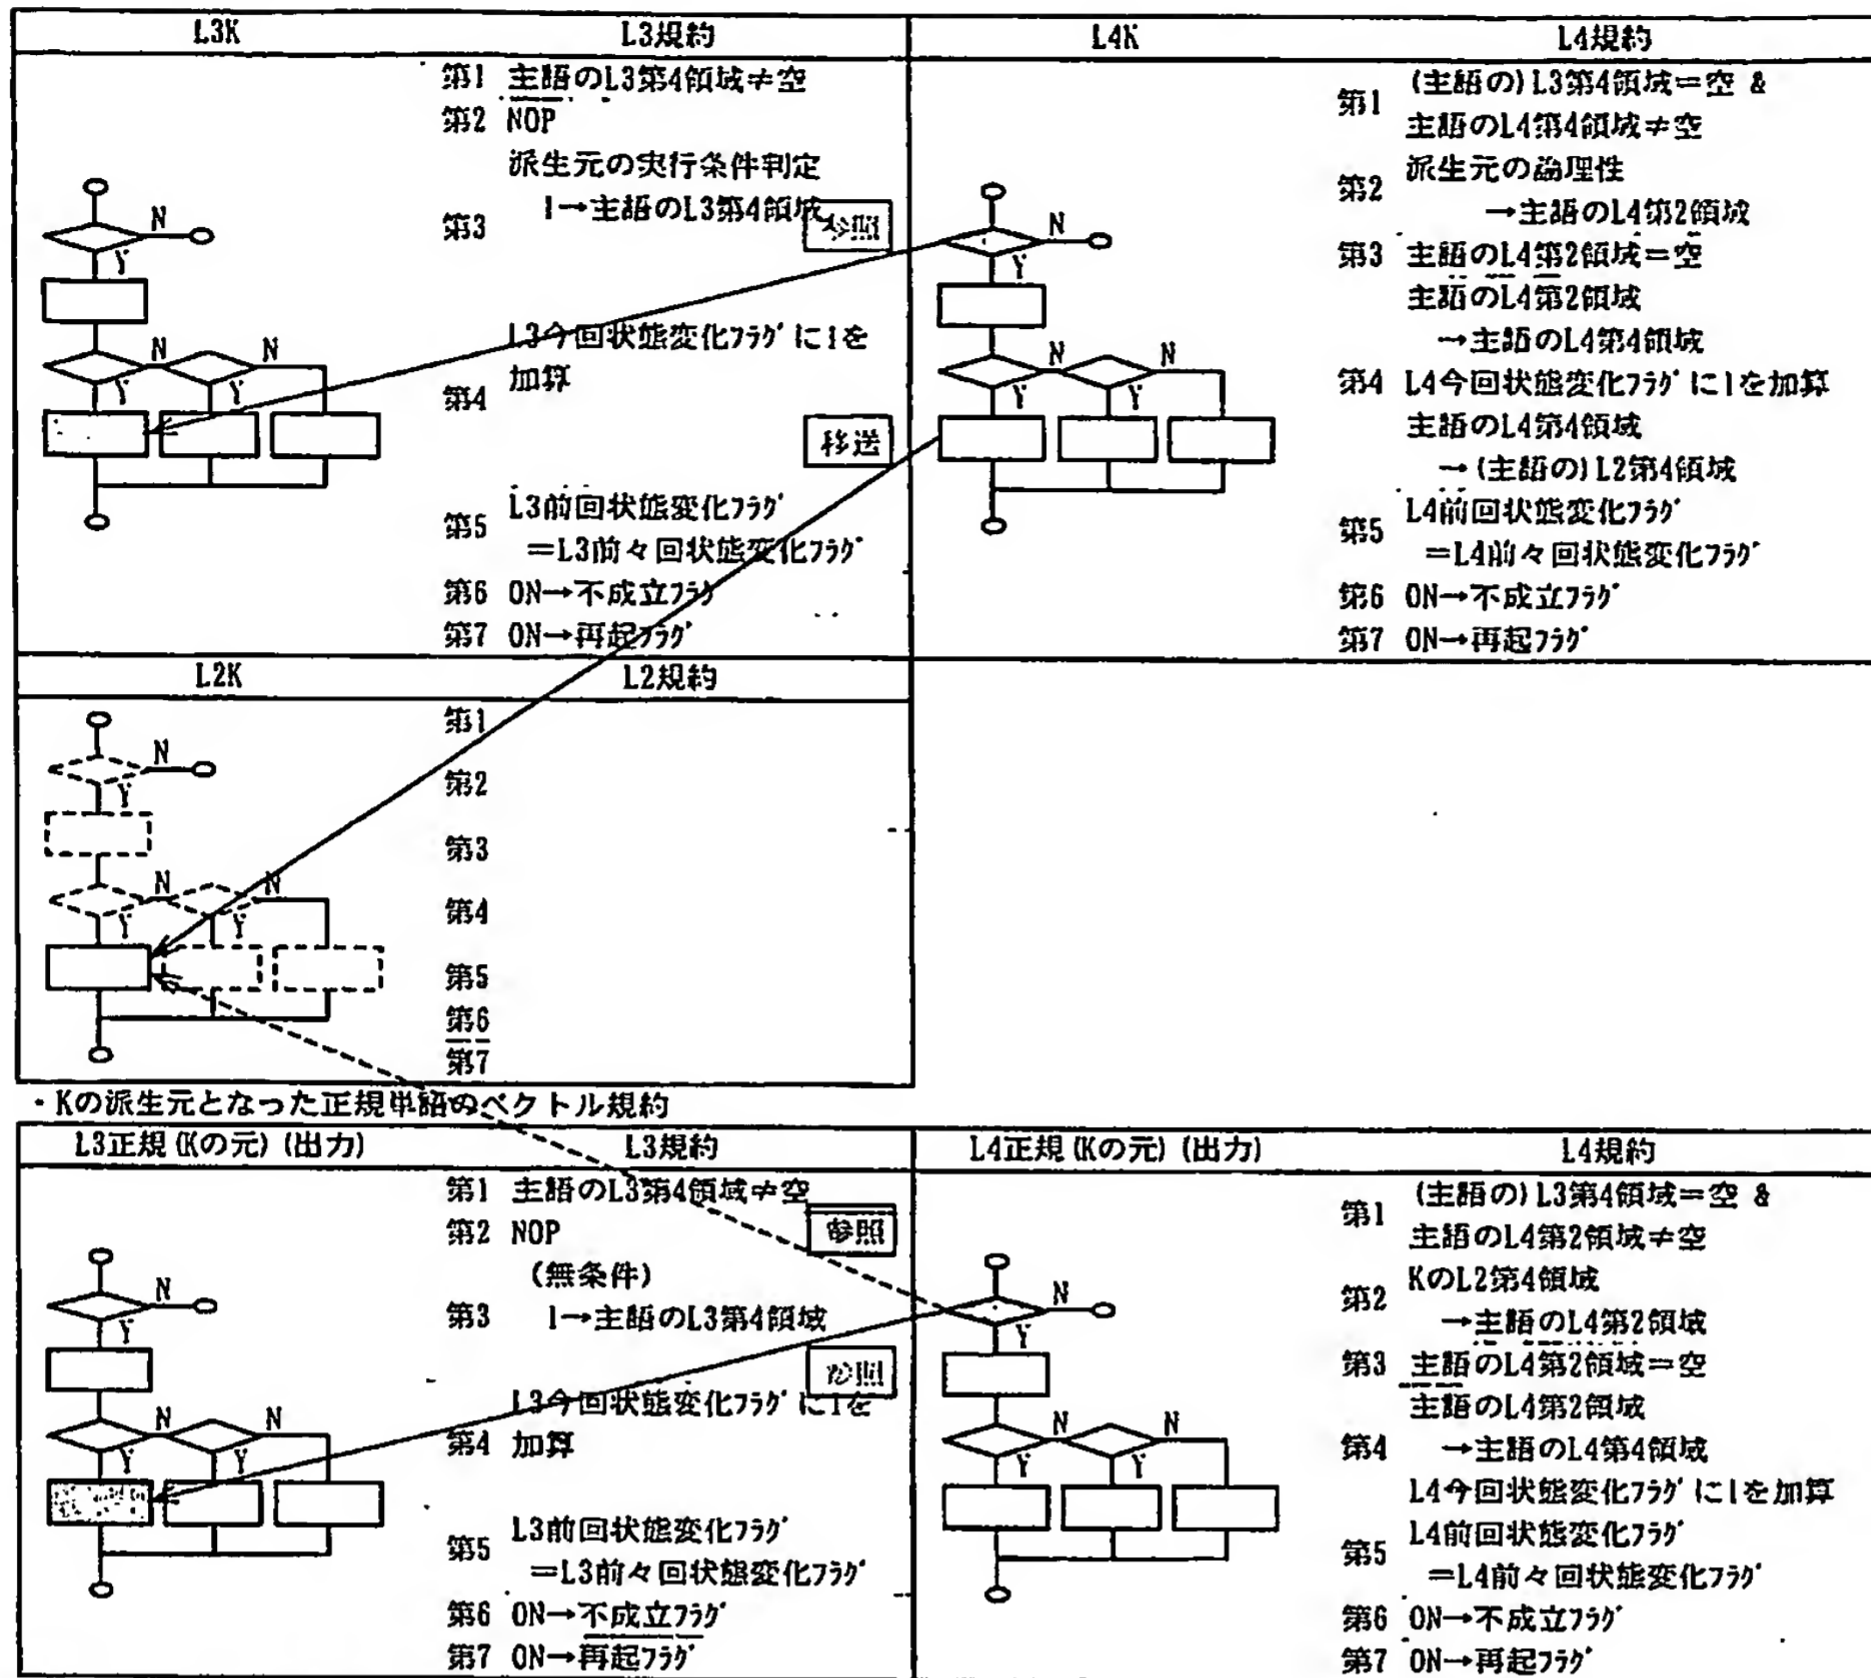 L3K L3規約
N
Y
N N
Y Y
第1 主語のL3第4領域≠空
第2 NOP
派生元の実行条件判定
第3 1→主語のL3第4領域
参照
L3今回状態変化ﾌﾗｸﾞに1を
第4 加算
移送
第5 L3前回状態変化ﾌﾗｸﾞ
=L3前々回状態変化ﾌﾗｸﾞ
第6 ON→不成立ﾌﾗｸﾞ
第7 ON→再起ﾌﾗｸﾞ
L4K L4規約
N
Y
N N
Y Y
第1 (主語の)L3第4領域=空 &
主語のL4第4領域≠空
第2 派生元の論理性
→主語のL4第2領域
第3 主語のL4第2領域=空
主語のL4第2領域
→主語のL4第4領域
第4 L4今回状態変化ﾌﾗｸﾞに1を加算
主語のL4第4領域
→(主語の)L2第4領域
第5 L4前回状態変化ﾌﾗｸﾞ
=L4前々回状態変化ﾌﾗｸﾞ
第6 ON→不成立ﾌﾗｸﾞ
第7 ON→再起ﾌﾗｸﾞ
L2K L2規約
N
Y
N N
Y Y
第1
第2
第3
第4
第5
第6
第7
・Kの派生元となった正規単語のベクトル規約
L3正規(Kの元)(出力) L3規約
N
Y
N N
Y Y
第1 主語のL3第4領域≠空
第2 NOP
参照
(無条件)
第3 1→主語のL3第4領域
参照
L3今回状態変化ﾌﾗｸﾞに1を
第4 加算
第5 L3前回状態変化ﾌﾗｸﾞ
=L3前々回状態変化ﾌﾗｸﾞ
第6 ON→不成立ﾌﾗｸﾞ
第7 ON→再起ﾌﾗｸﾞ
L4正規(Kの元)(出力) L4規約
N
Y
N N
Y Y
第1 (主語の)L3第4領域=空 &
主語のL4第2領域≠空
第2 KのL2第4領域
→主語のL4第2領域
第3 主語のL4第2領域=空
主語のL4第2領域
第4 →主語のL4第4領域
L4今回状態変化ﾌﾗｸﾞに1を加算
第5 L4前回状態変化ﾌﾗｸﾞ
=L4前々回状態変化ﾌﾗｸﾞ
第6 ON→不成立ﾌﾗｸﾞ
第7 ON→再起ﾌﾗｸﾞ